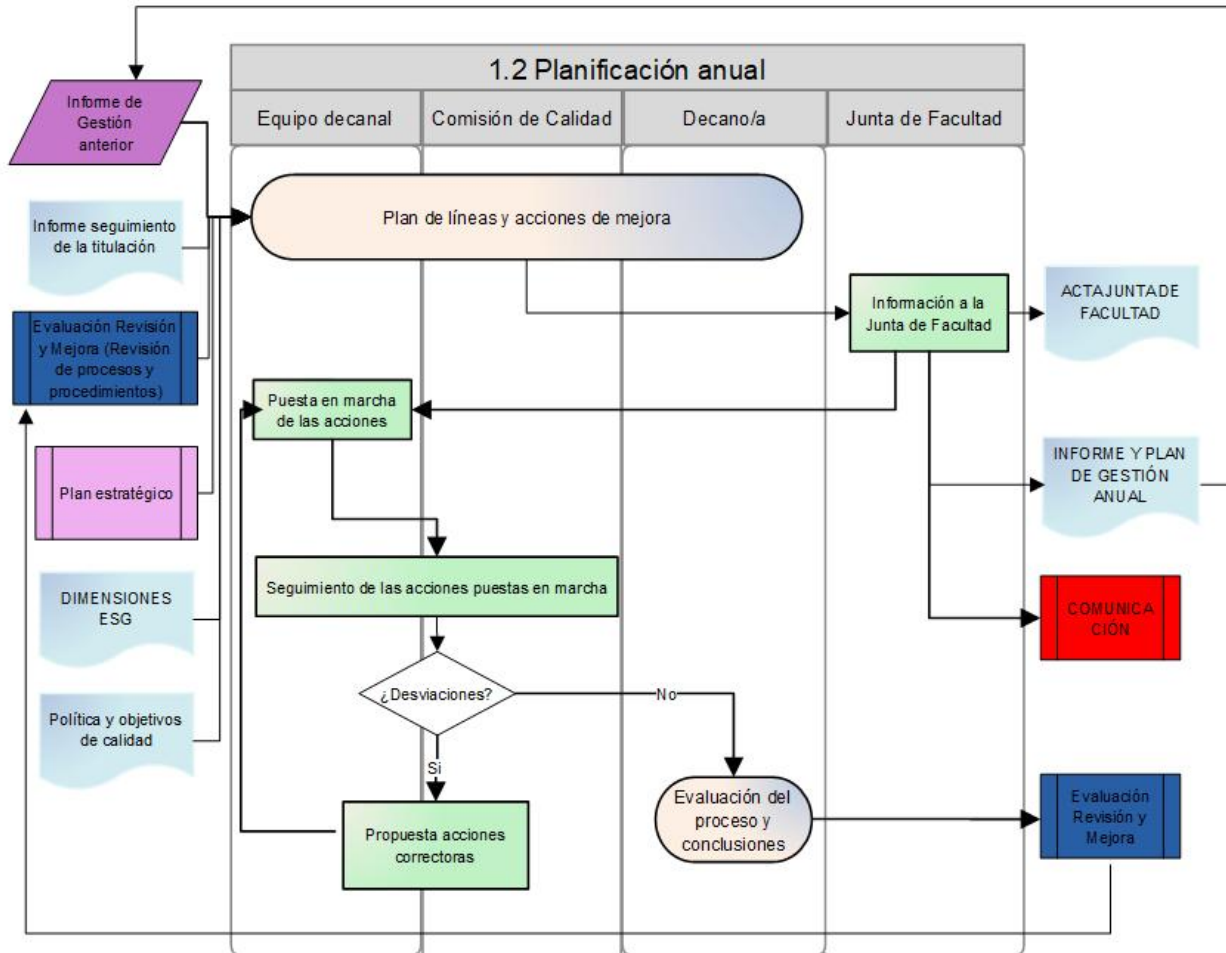 1.2 Planificación anual
Equipo decanal
Comisión de Calidad
Decano/a
Junta de Facultad
Informe de
Gestión
anterior
Informe seguimiento
de la titulación
Evaluación Revisión
y Mejora (Revisión
de procesos y
procedimientos)
Plan estratégico
DIMENSIONES
ESG
Política y objetivos
de calidad
Plan de líneas y acciones de mejora
Información a la
Junta de Facultad
ACTAJUNTADE
FACULTAD
Puesta en marcha
de las acciones
INFORME Y PLAN
DE GESTIÓN
ANUAL
Seguimiento de las acciones puestas en marcha
COMUNICA
CIÓN
¿Desviaciones?
No
Si
Propuesta acciones
correctoras
Evaluación del
proceso y
conclusiones
Evaluación
Revisión y
Mejora